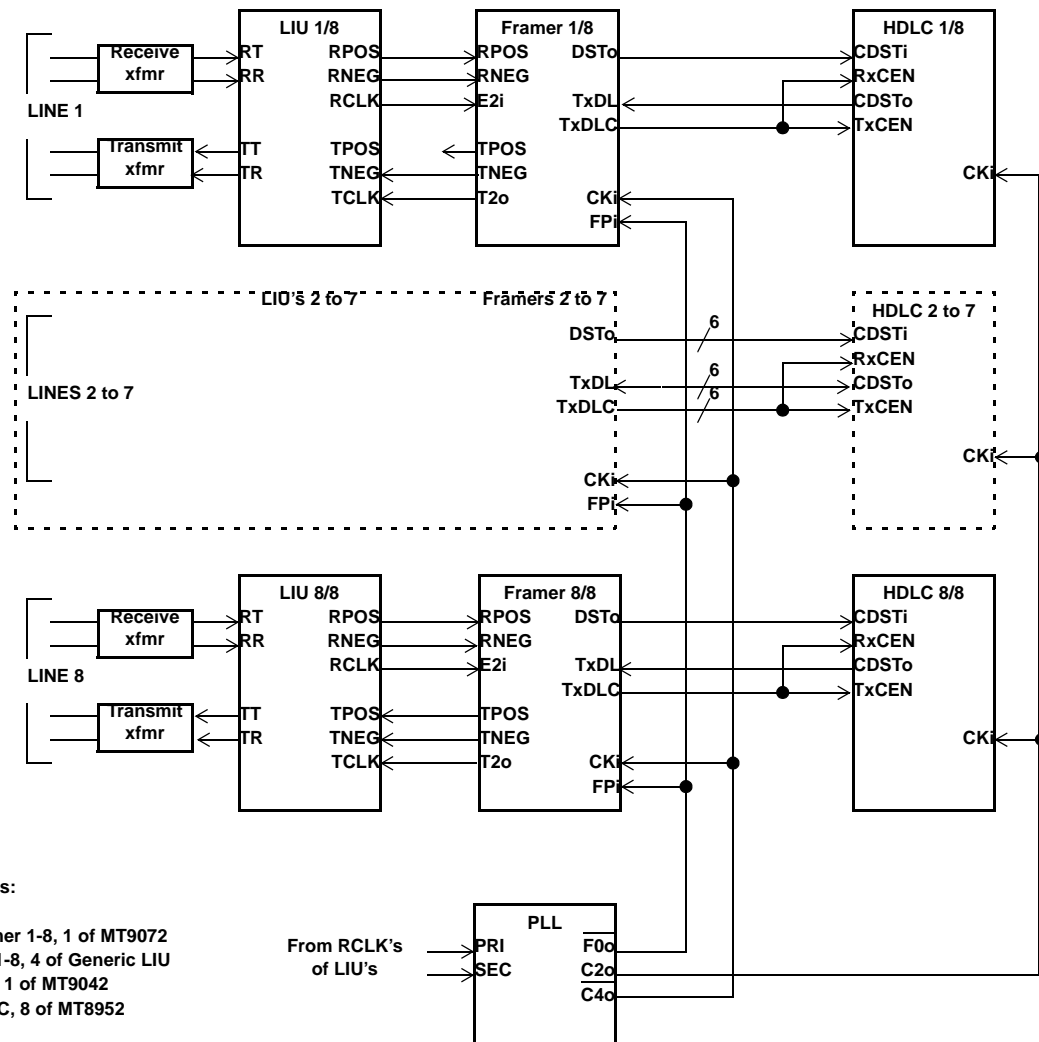 LIU 1/8 Framer 1/8 HDLC 1/8
Receive xfmr
RT RPOS RPOS DSTo CDSTi
RR RNEG RNEG RxCEN
RCLK E2i TxDL CDSTo
LINE 1
TxDLC TxCEN
Transmit xfmr
TT TPOS TPOS
TR TNEG TNEG CKi
TCLK T2o CKi
FPi
LIU's 2 to 7 Framers 2 to 7 HDLC 2 to 7
DSTo 6 CDSTi
RxCEN
LINES 2 to 7 TxDL 6 CDSTo
TxDLC 6 TxCEN
CKi
CKi
FPi
LIU 8/8 Framer 8/8 HDLC 8/8
Receive xfmr
RT RPOS RPOS DSTo CDSTi
RR RNEG RNEG RxCEN
RCLK E2i TxDL CDSTo
LINE 8
TxDLC TxCEN
Transmit xfmr
TT TPOS TPOS
TR TNEG TNEG CKi
TCLK T2o CKi
FPi
s:
ner 1-8, 1 of MT9072
1-8, 4 of Generic LIU
1 of MT9042
C, 8 of MT8952
PLL
From RCLK's
of LIU's
PRI F0o
SEC C2o
C4o